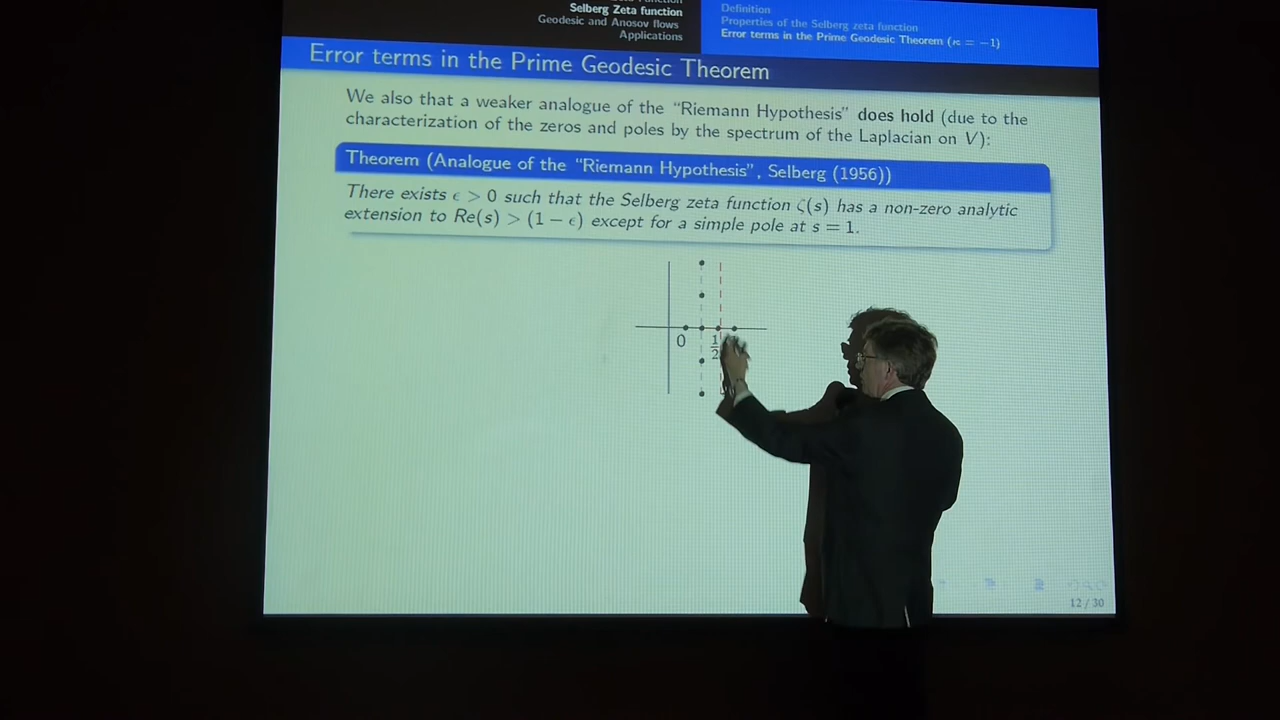 Selberg Zeta function
Geodesic and Anosov flows
Applications
Definition
Properties of the Selberg zeta function
Error terms in the Prime Geodesic Theorem (κ = −1)
Error terms in the Prime Geodesic Theorem
We also that a weaker analogue of the “Riemann Hypothesis” does hold (due to the
characterization of the zeros and poles by the spectrum of the Laplacian on V):
Theorem (Analogue of the “Riemann Hypothesis”, Selberg (1956))
There exists ϵ > 0 such that the Selberg zeta function ζ(s) has a non-zero analytic
extension to Re(s) > (1 − ϵ) except for a simple pole at s = 1.
0 1/2
12 / 30